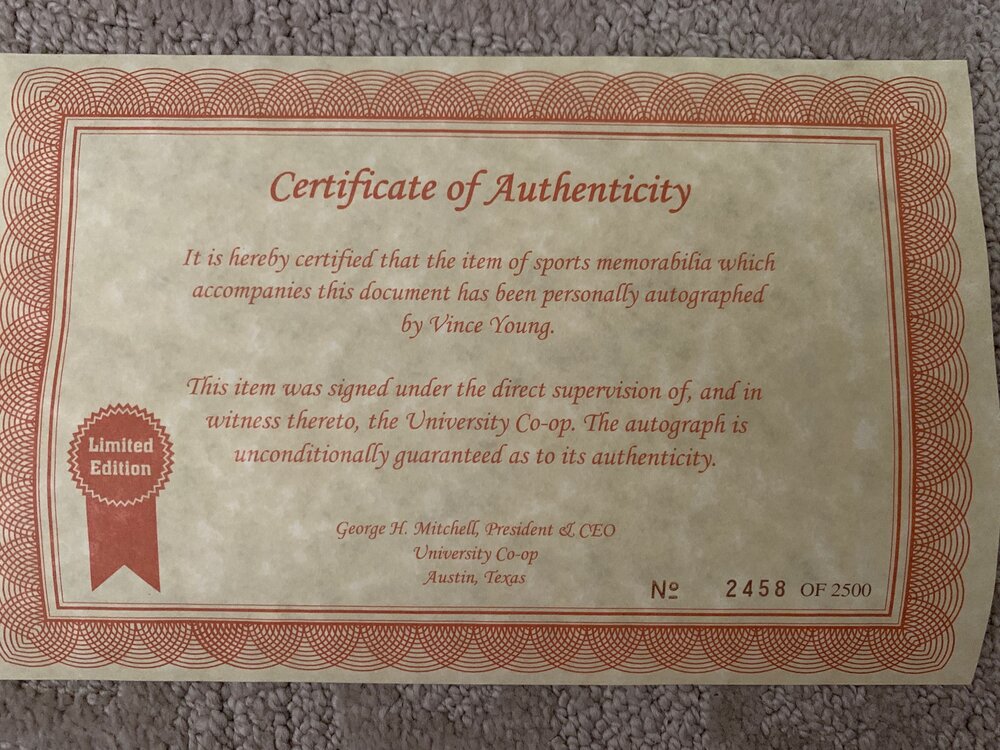 Certificate of Authenticity
It is hereby certified that the item of sports memorabilia which
accompanies this document has been personally autographed
by Vince Young.
This item was signed under the direct supervision of, and in
witness thereto, the University Co-op. The autograph is
unconditionally guaranteed as to its authenticity.
Limited
Edition
George H. Mitchell, President & CEO
University Co-op
Austin, Texas
Nº 2458 OF 2500